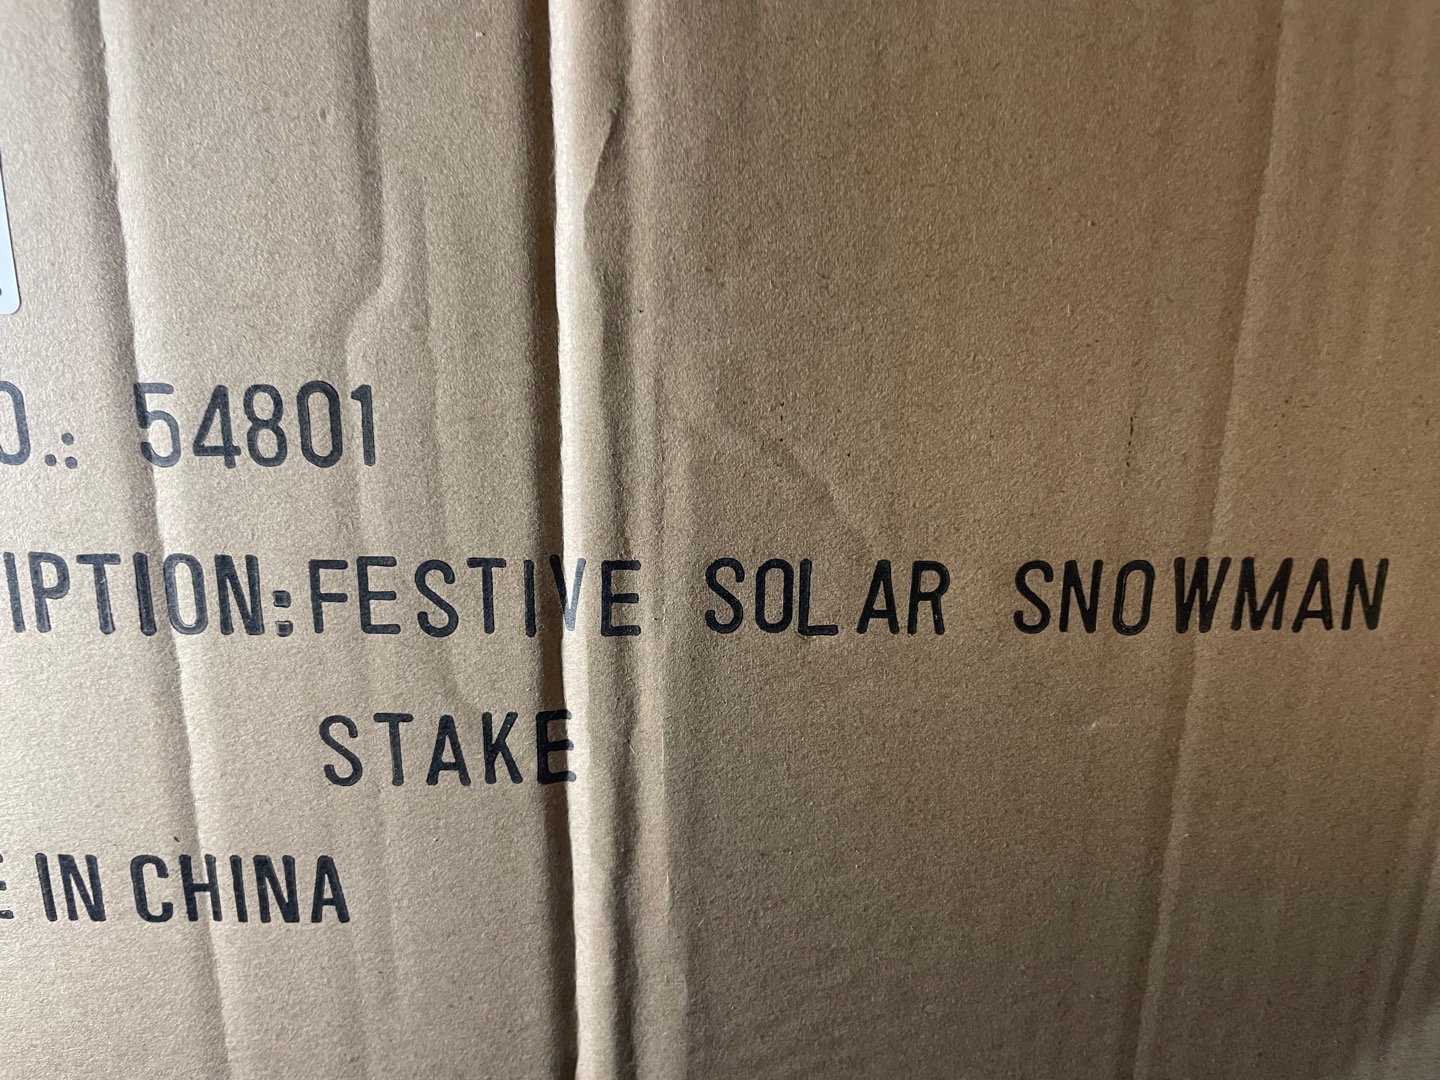 O.: 54801
IPTION: FESTIVE SOLAR SNOWMAN
STAKE
E IN CHINA